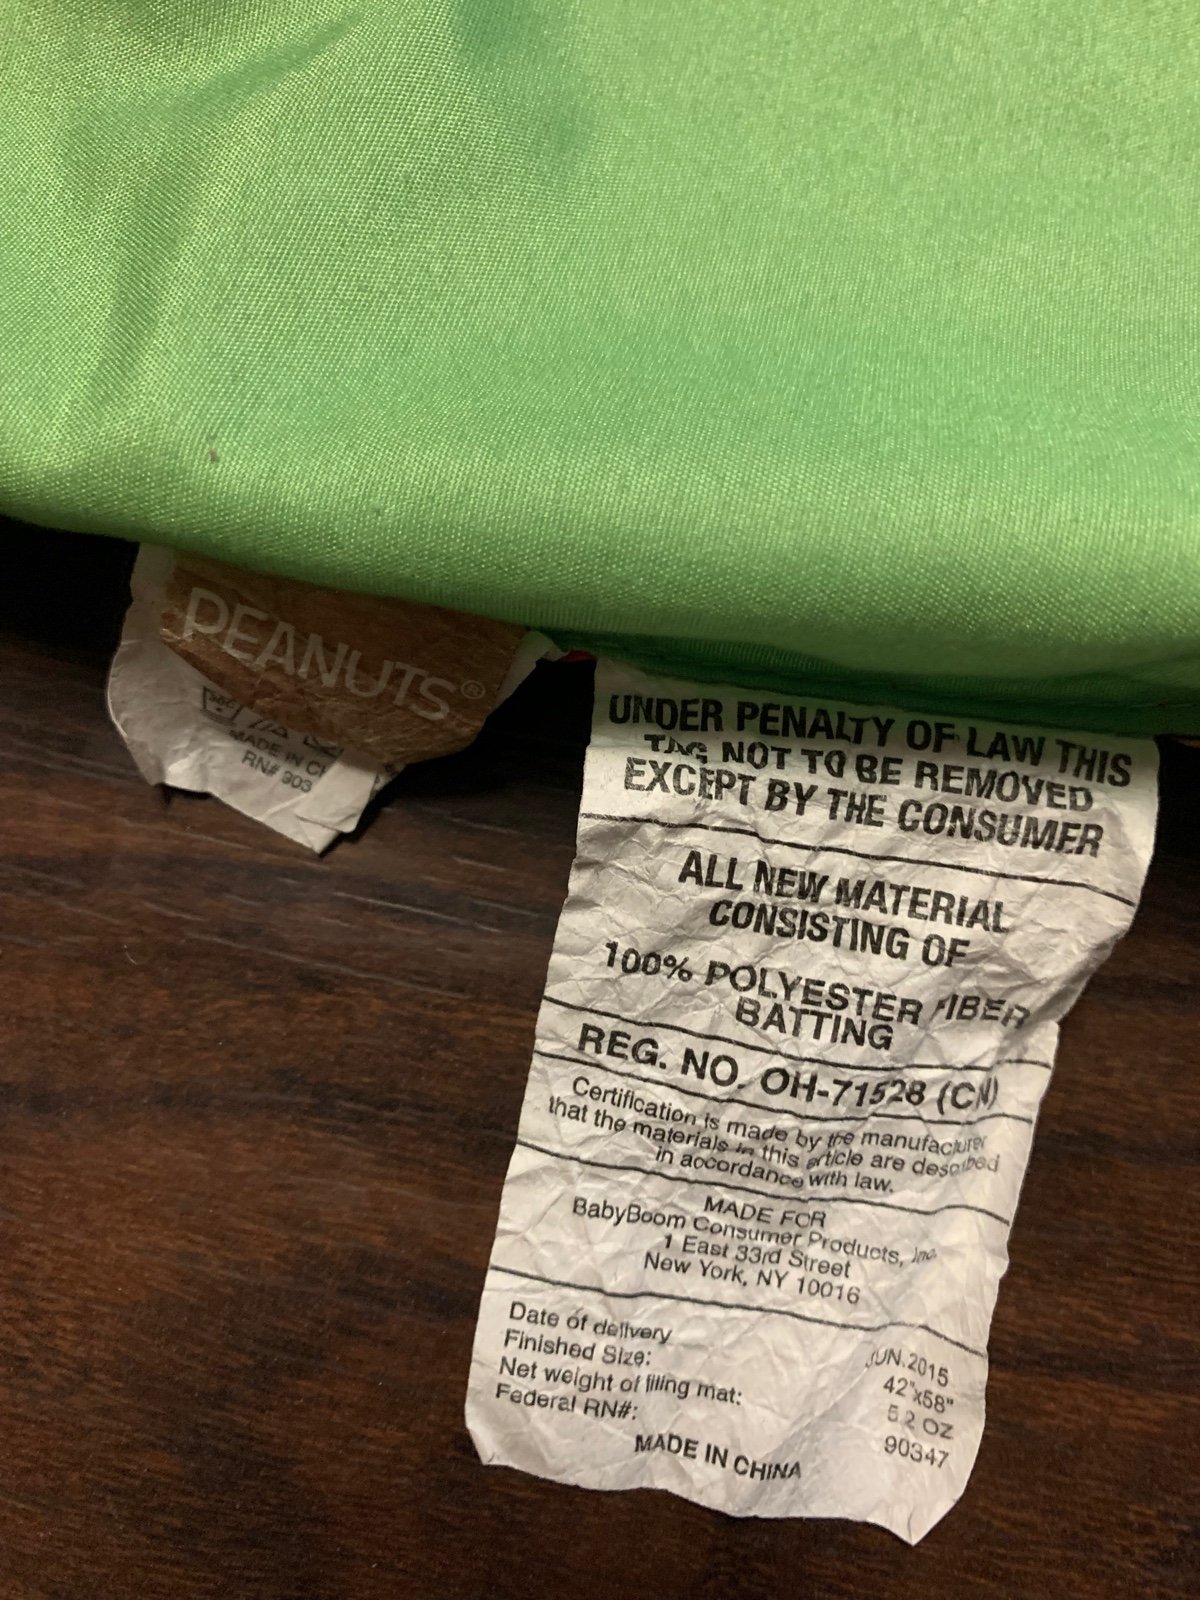 PEANUTS®
MADE IN CH
RN# 903
UNDER PENALTY OF LAW THIS
TAG NOT TO BE REMOVED
EXCEPT BY THE CONSUMER
ALL NEW MATERIAL
CONSISTING OF
100% POLYESTER FIBER
BATTING
REG. NO. OH-71528 (CN)
Certification is made by the manufacturer
that the materials in this article are described
in accordance with law.
MADE FOR
BabyBoom Consumer Products, Inc.
1 East 33rd Street
New York, NY 10016
Date of delivery JUN.2015
Finished Size: 42"x58"
Net weight of filling mat: 5.2 OZ
Federal RN#: 90347
MADE IN CHINA